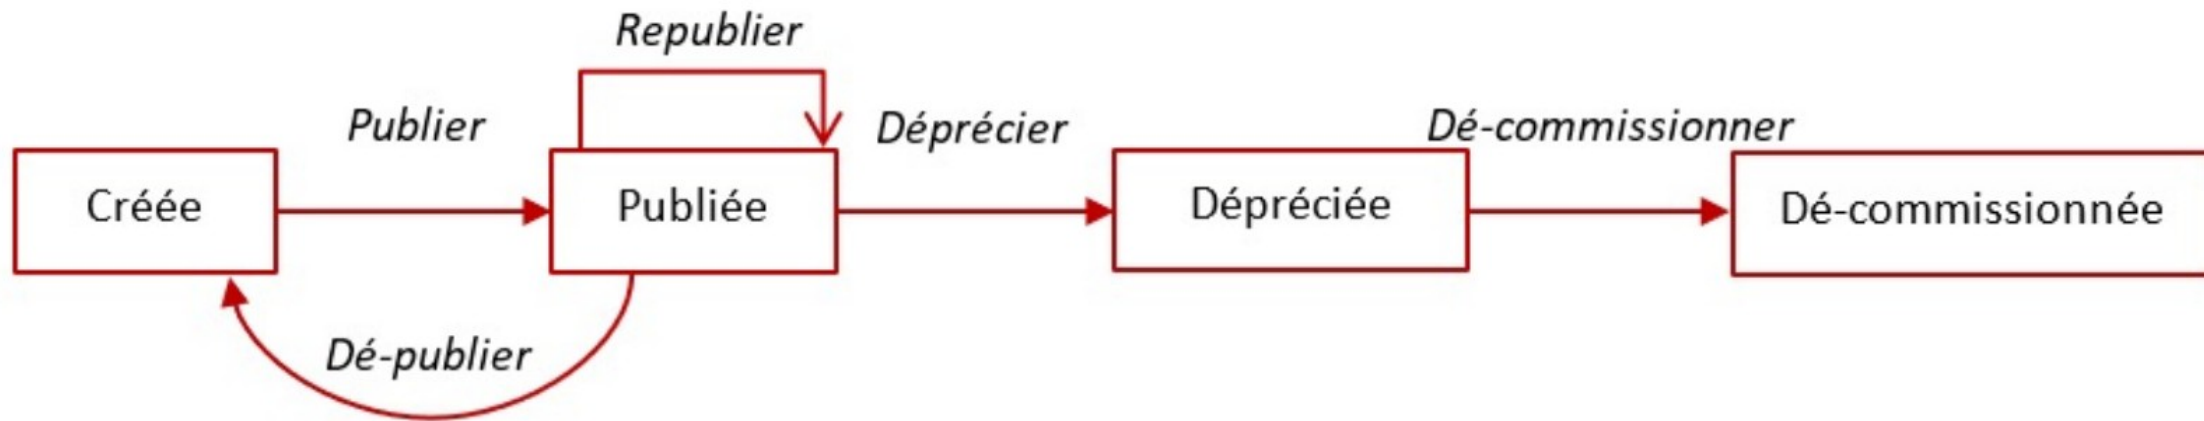 Republier
Publier
Déprécier
Dé-commissionner
Créée
Publiée
Dépréciée
Dé-commissionnée
Dé-publier